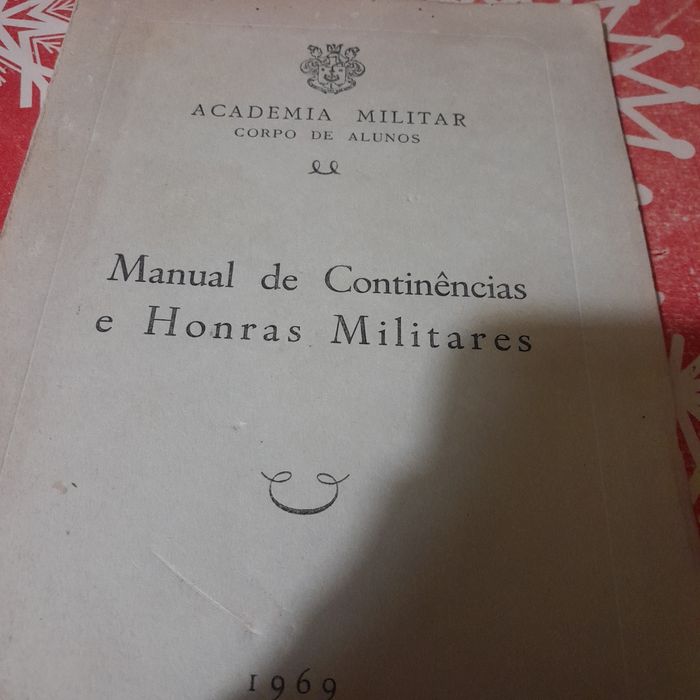 ACADEMIA MILITAR
CORPO DE ALUNOS
Manual de Continências
e Honras Militares
1969